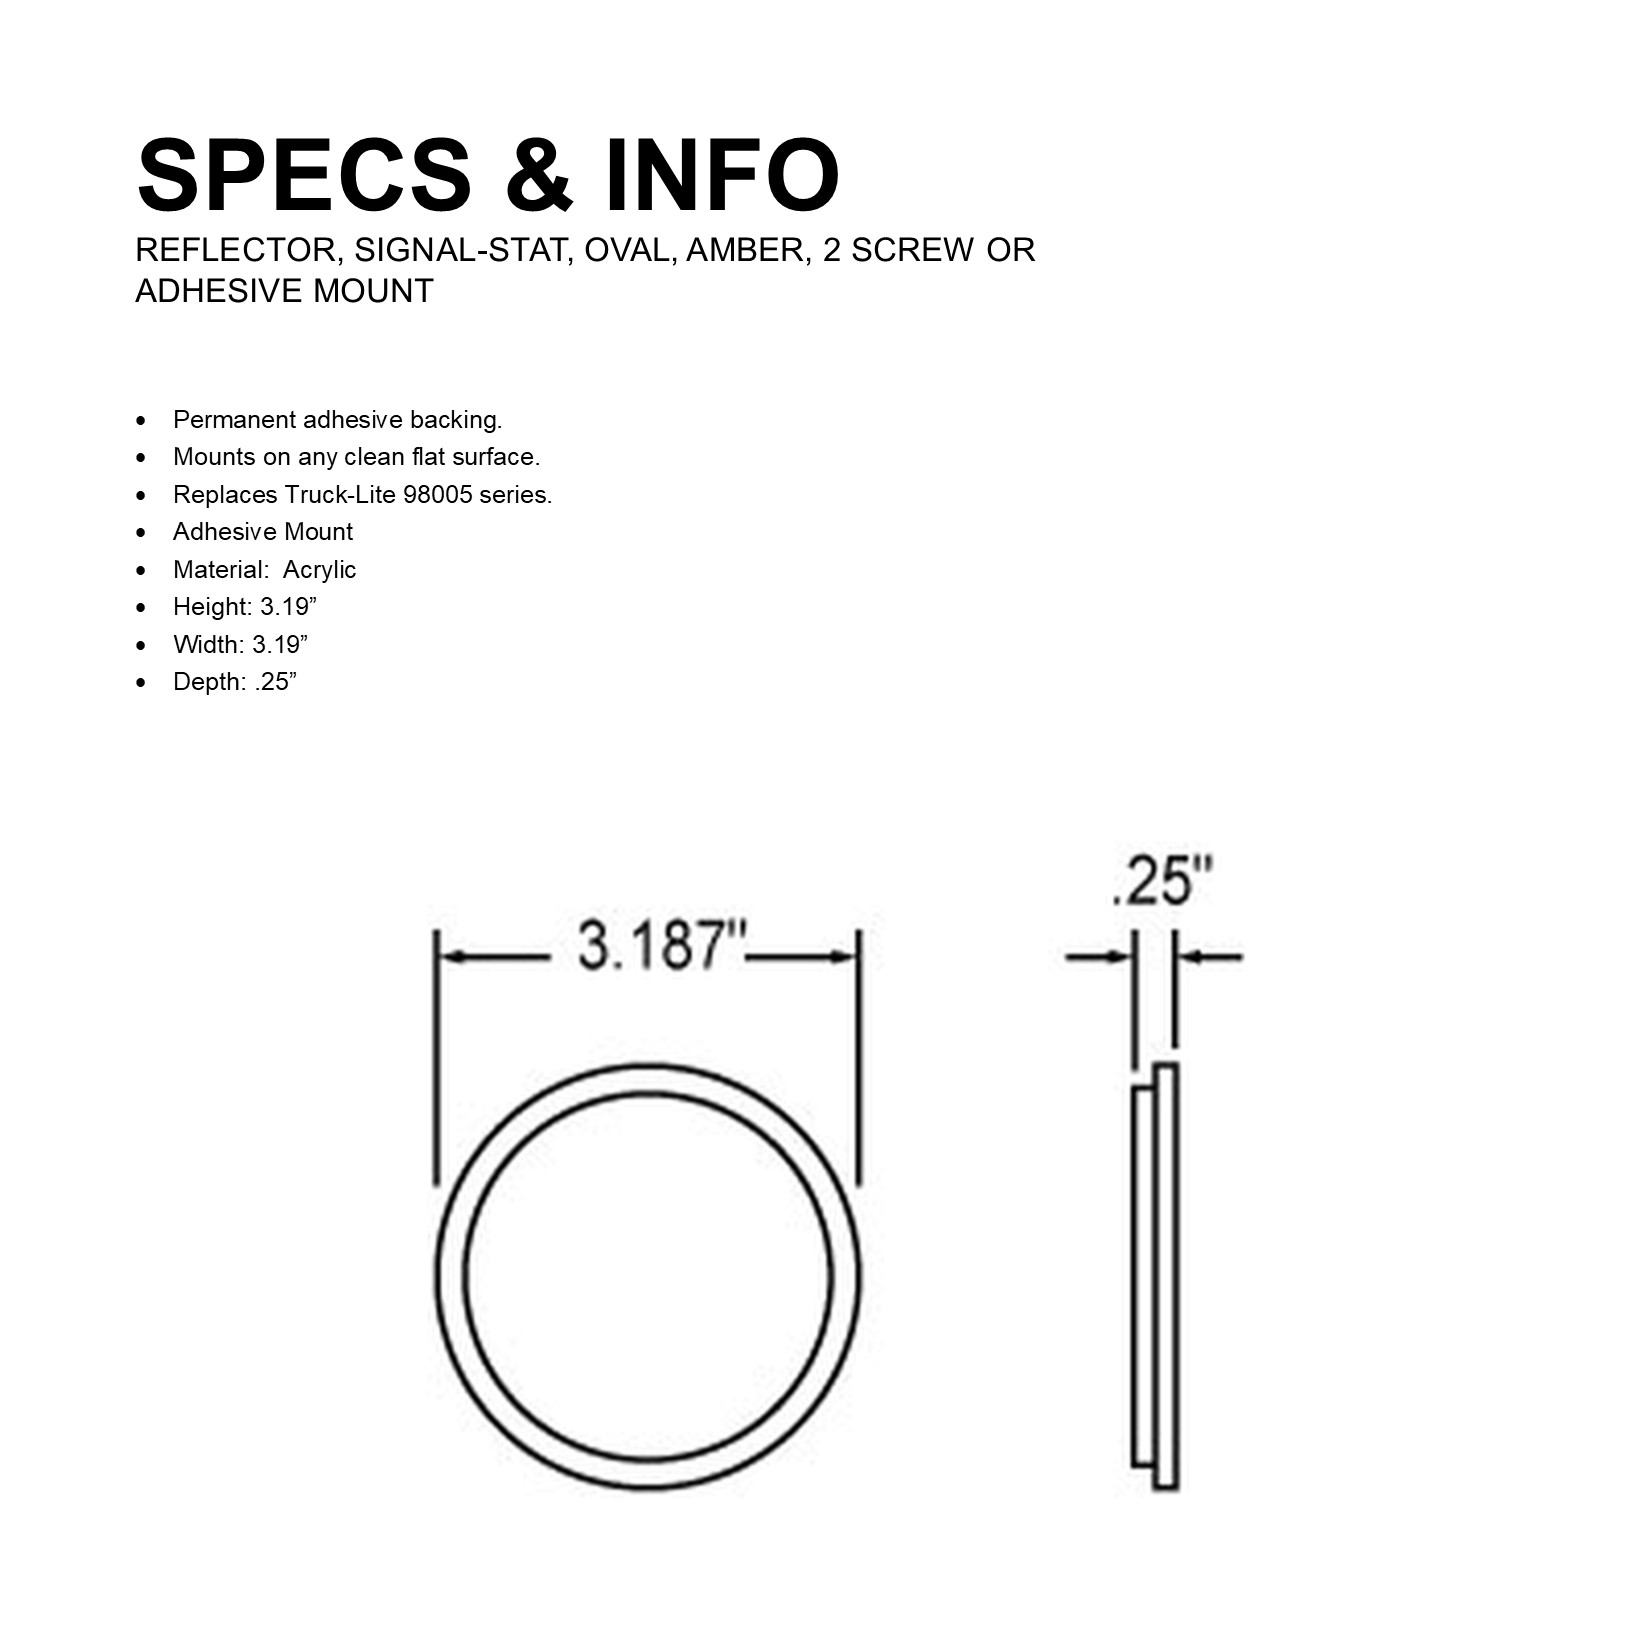 SPECS & INFO
REFLECTOR, SIGNAL-STAT, OVAL, AMBER, 2 SCREW OR
ADHESIVE MOUNT
• Permanent adhesive backing.
• Mounts on any clean flat surface.
• Replaces Truck-Lite 98005 series.
• Adhesive Mount
• Material:  Acrylic
• Height: 3.19”
• Width: 3.19”
• Depth: .25”
.25"
3.187"